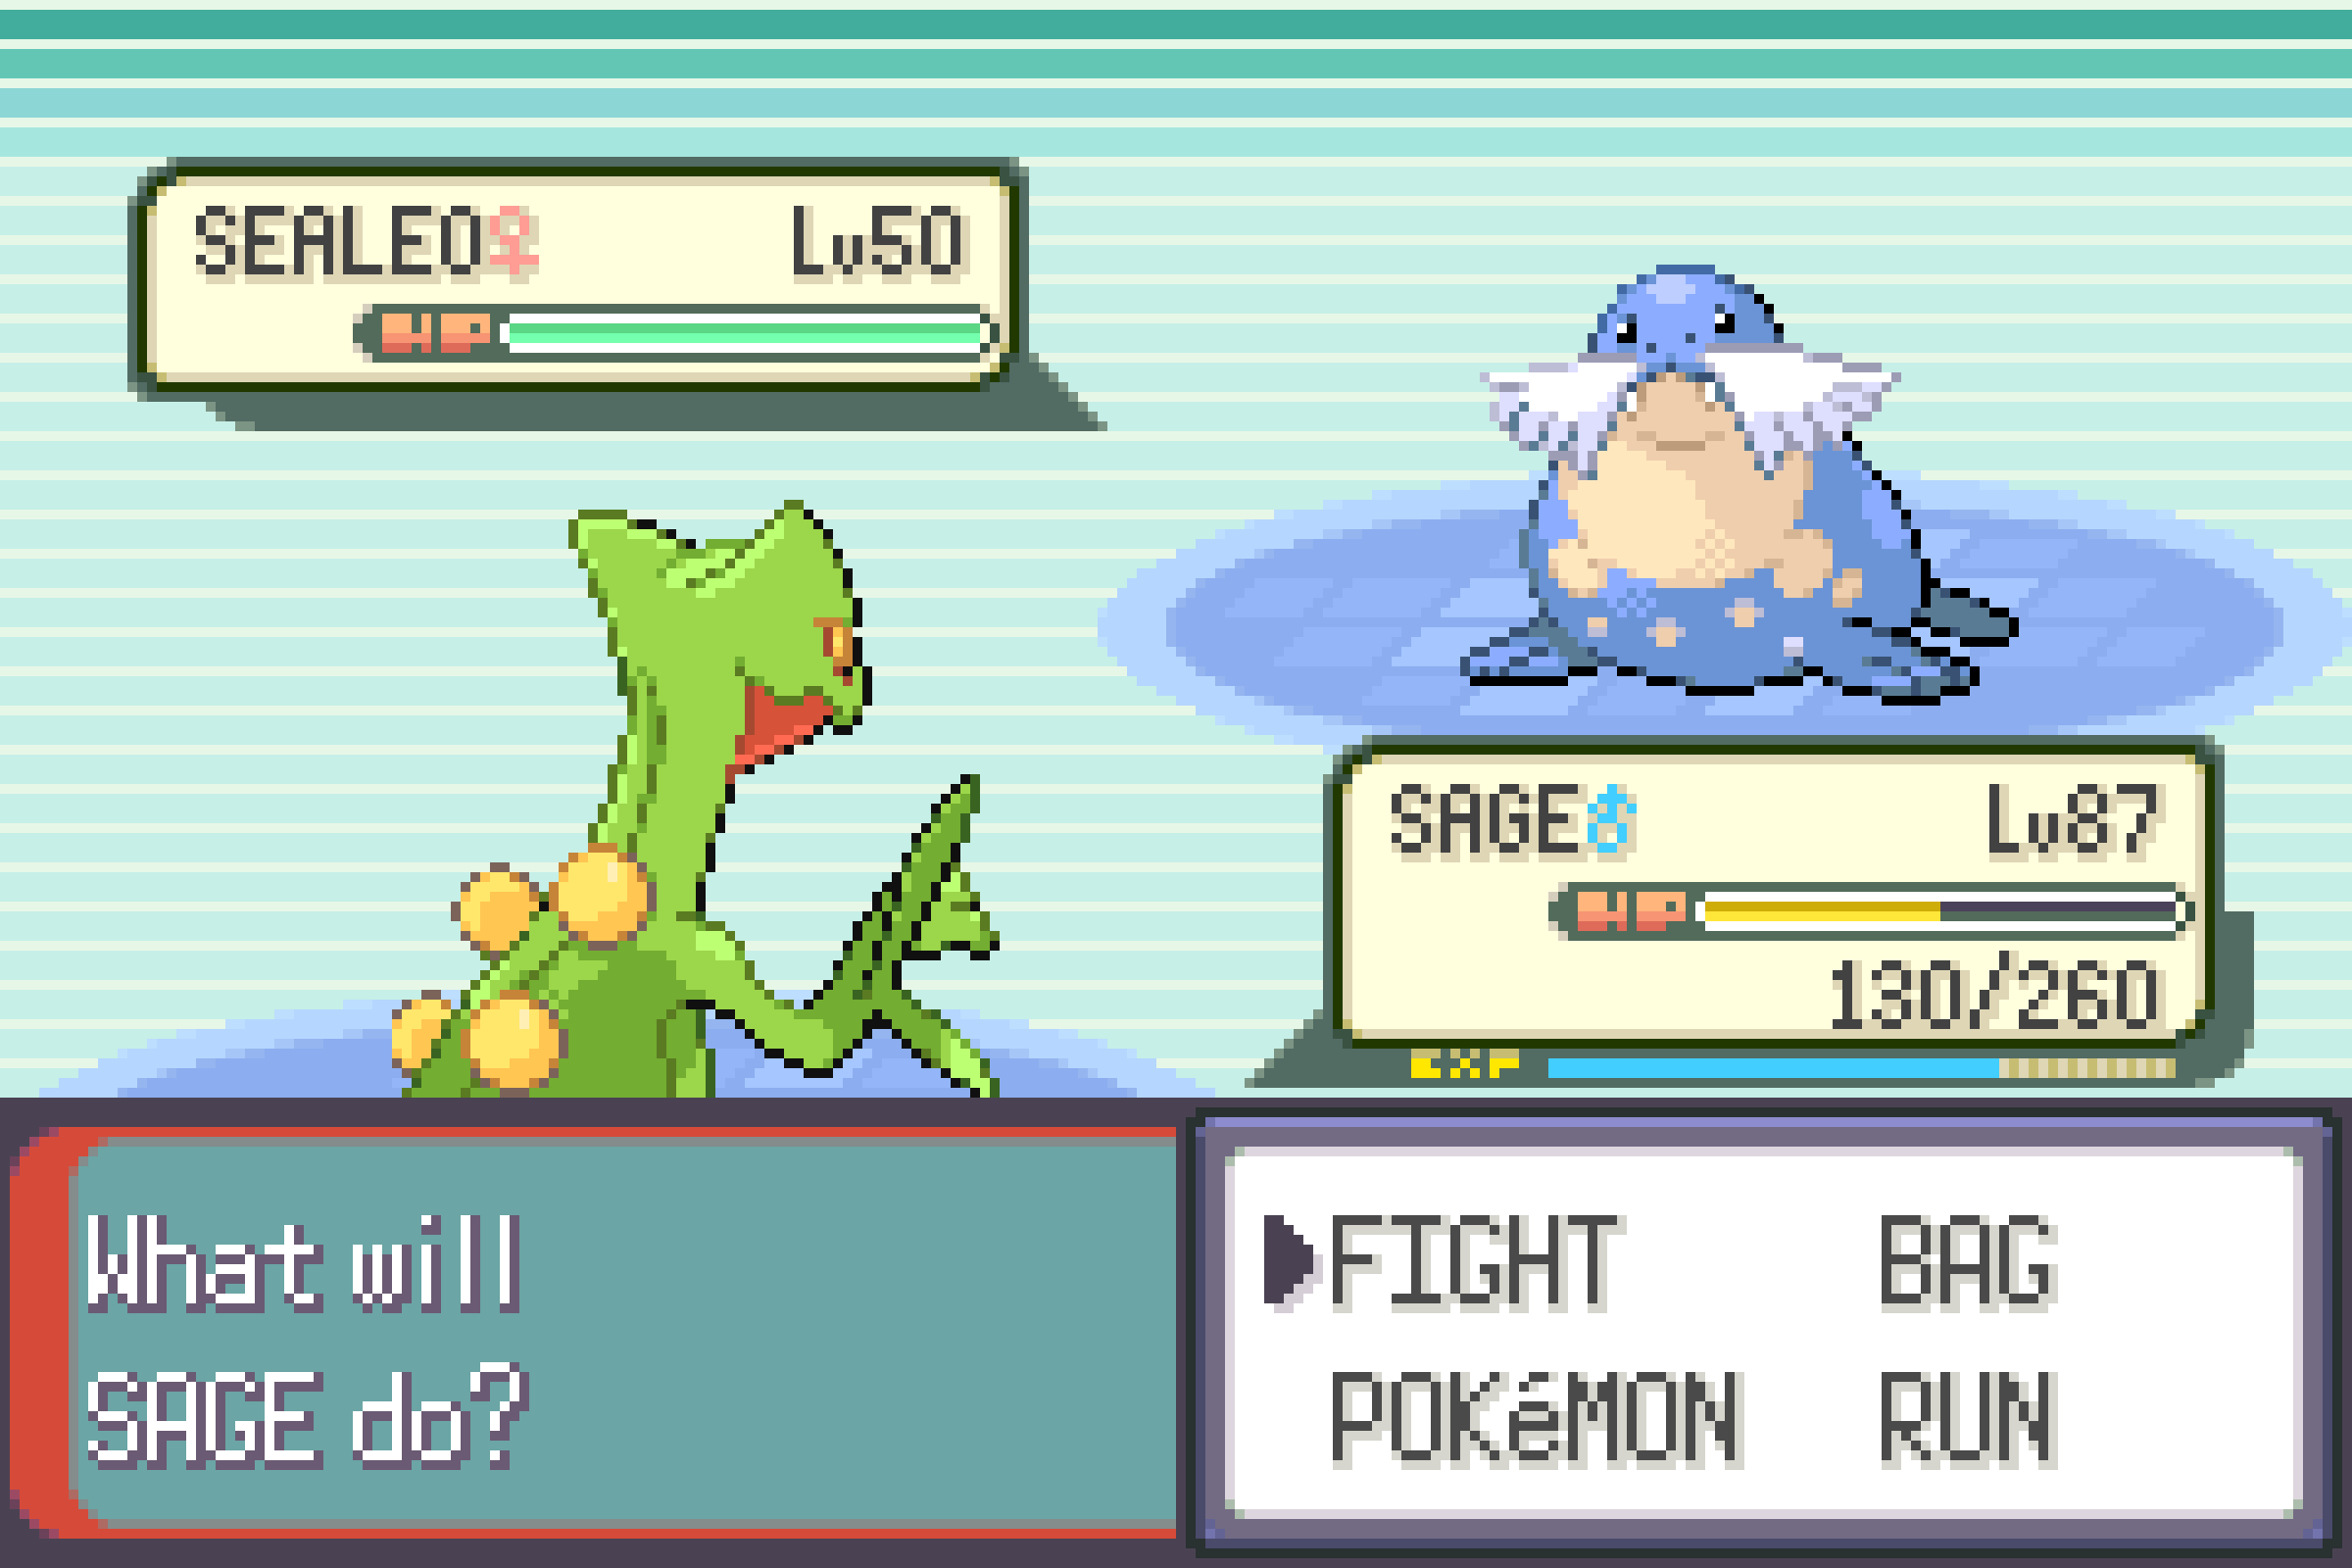 SEALEO♀ Lv50
HP
SAGE♂ Lv87
HP
130/260
EXP
What will
SAGE do?
FIGHT BAG
POKéMON RUN